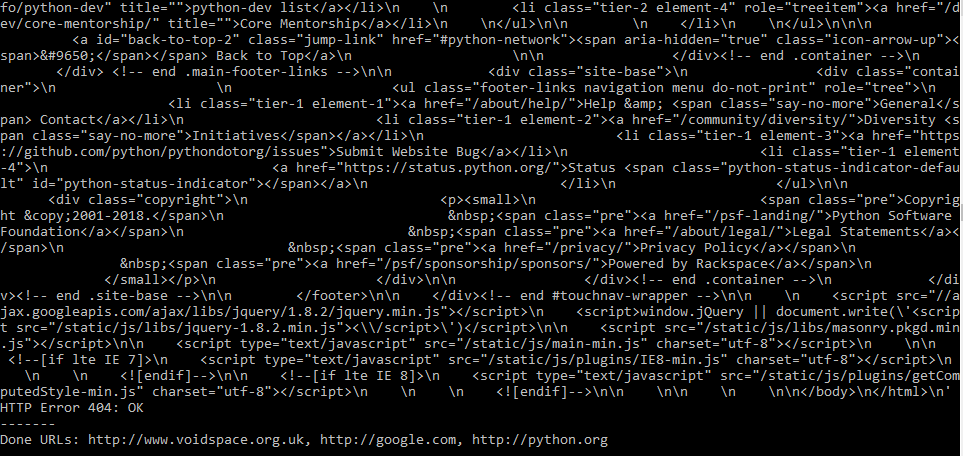 fo/python-dev" title="">python-dev list</a></li>\n    \n        <li class="tier-2 element-4" role="treeitem"><a href="/d
ev/core-mentorship/" title="">Core Mentorship</a></li>\n    \n</ul>\n\n        \n    </li>\n    \n</ul>\n\n\n
<a id="back-to-top-2" class="jump-link" href="#python-network"><span aria-hidden="true" class="icon-arrow-up"><
span>&#9650;</span></span> Back to Top</a>\n                \n\n                </div><!-- end .container -->\n
</div> <!-- end .main-footer-links -->\n\n            <div class="site-base">\n                <div class="contai
ner">\n                    \n                    <ul class="footer-links navigation menu do-not-print" role="tree">\n
<li class="tier-1 element-1"><a href="/about/help/">Help &amp; <span class="say-no-more">General</s
pan> Contact</a></li>\n                        <li class="tier-1 element-2"><a href="/community/diversity/">Diversity <s
pan class="say-no-more">Initiatives</span></a></li>\n                        <li class="tier-1 element-3"><a href="https
://github.com/python/pythondotorg/issues">Submit Website Bug</a></li>\n                        <li class="tier-1 element
-4">\n                            <a href="https://status.python.org/">Status <span class="python-status-indicator-defau
lt" id="python-status-indicator"></span></a>\n                        </li>\n                    </ul>\n\n
<div class="copyright">\n                        <p><small>\n                            <span class="pre">Copyrig
ht &copy;2001-2018.</span>\n                            &nbsp;<span class="pre"><a href="/psf-landing/">Python Software
Foundation</a></span>\n                            &nbsp;<span class="pre"><a href="/about/legal/">Legal Statements</a><
/span>\n                            &nbsp;<span class="pre"><a href="/privacy/">Privacy Policy</a></span>\n
&nbsp;<span class="pre"><a href="/psf/sponsorship/sponsors/">Powered by Rackspace</a></span>\n
</small></p>\n                    </div>\n\n                </div><!-- end .container -->\n            </di
v><!-- end .site-base -->\n\n        </footer>\n\n    </div><!-- end #touchnav-wrapper -->\n\n    \n    <script src="//a
jax.googleapis.com/ajax/libs/jquery/1.8.2/jquery.min.js"></script>\n    <script>window.jQuery || document.write(\'<scrip
t src="/static/js/libs/jquery-1.8.2.min.js"><\\/script>\')</script>\n\n    <script src="/static/js/libs/masonry.pkgd.min
.js"></script>\n\n    <script type="text/javascript" src="/static/js/main-min.js" charset="utf-8"></script>\n    \n\n
<!--[if lte IE 7]>\n    <script type="text/javascript" src="/static/js/plugins/IE8-min.js" charset="utf-8"></script>\n
\n    \n    <![endif]-->\n\n    <!--[if lte IE 8]>\n    <script type="text/javascript" src="/static/js/plugins/getCom
putedStyle-min.js" charset="utf-8"></script>\n    \n    \n    <![endif]-->\n\n    \n\n    \n    \n\n</body>\n</html>\n'
HTTP Error 404: OK
-------
Done URLs: http://www.voidspace.org.uk, http://google.com, http://python.org